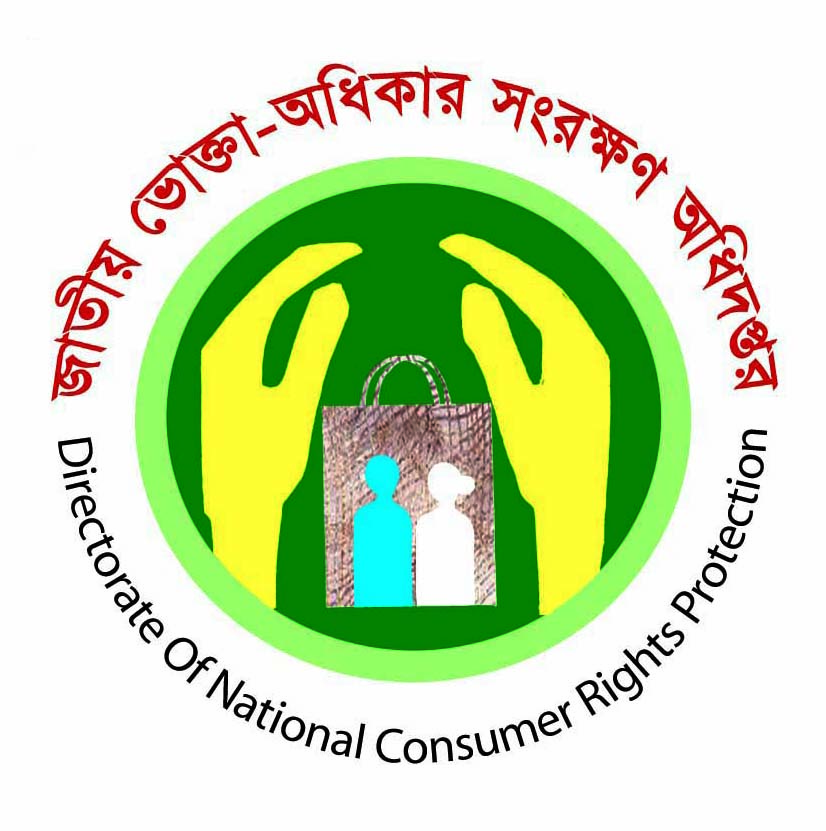 জাতীয় ভোক্তা-অধিকার সংরক্ষণ অধিদপ্তর
Directorate Of National Consumer Rights Protection